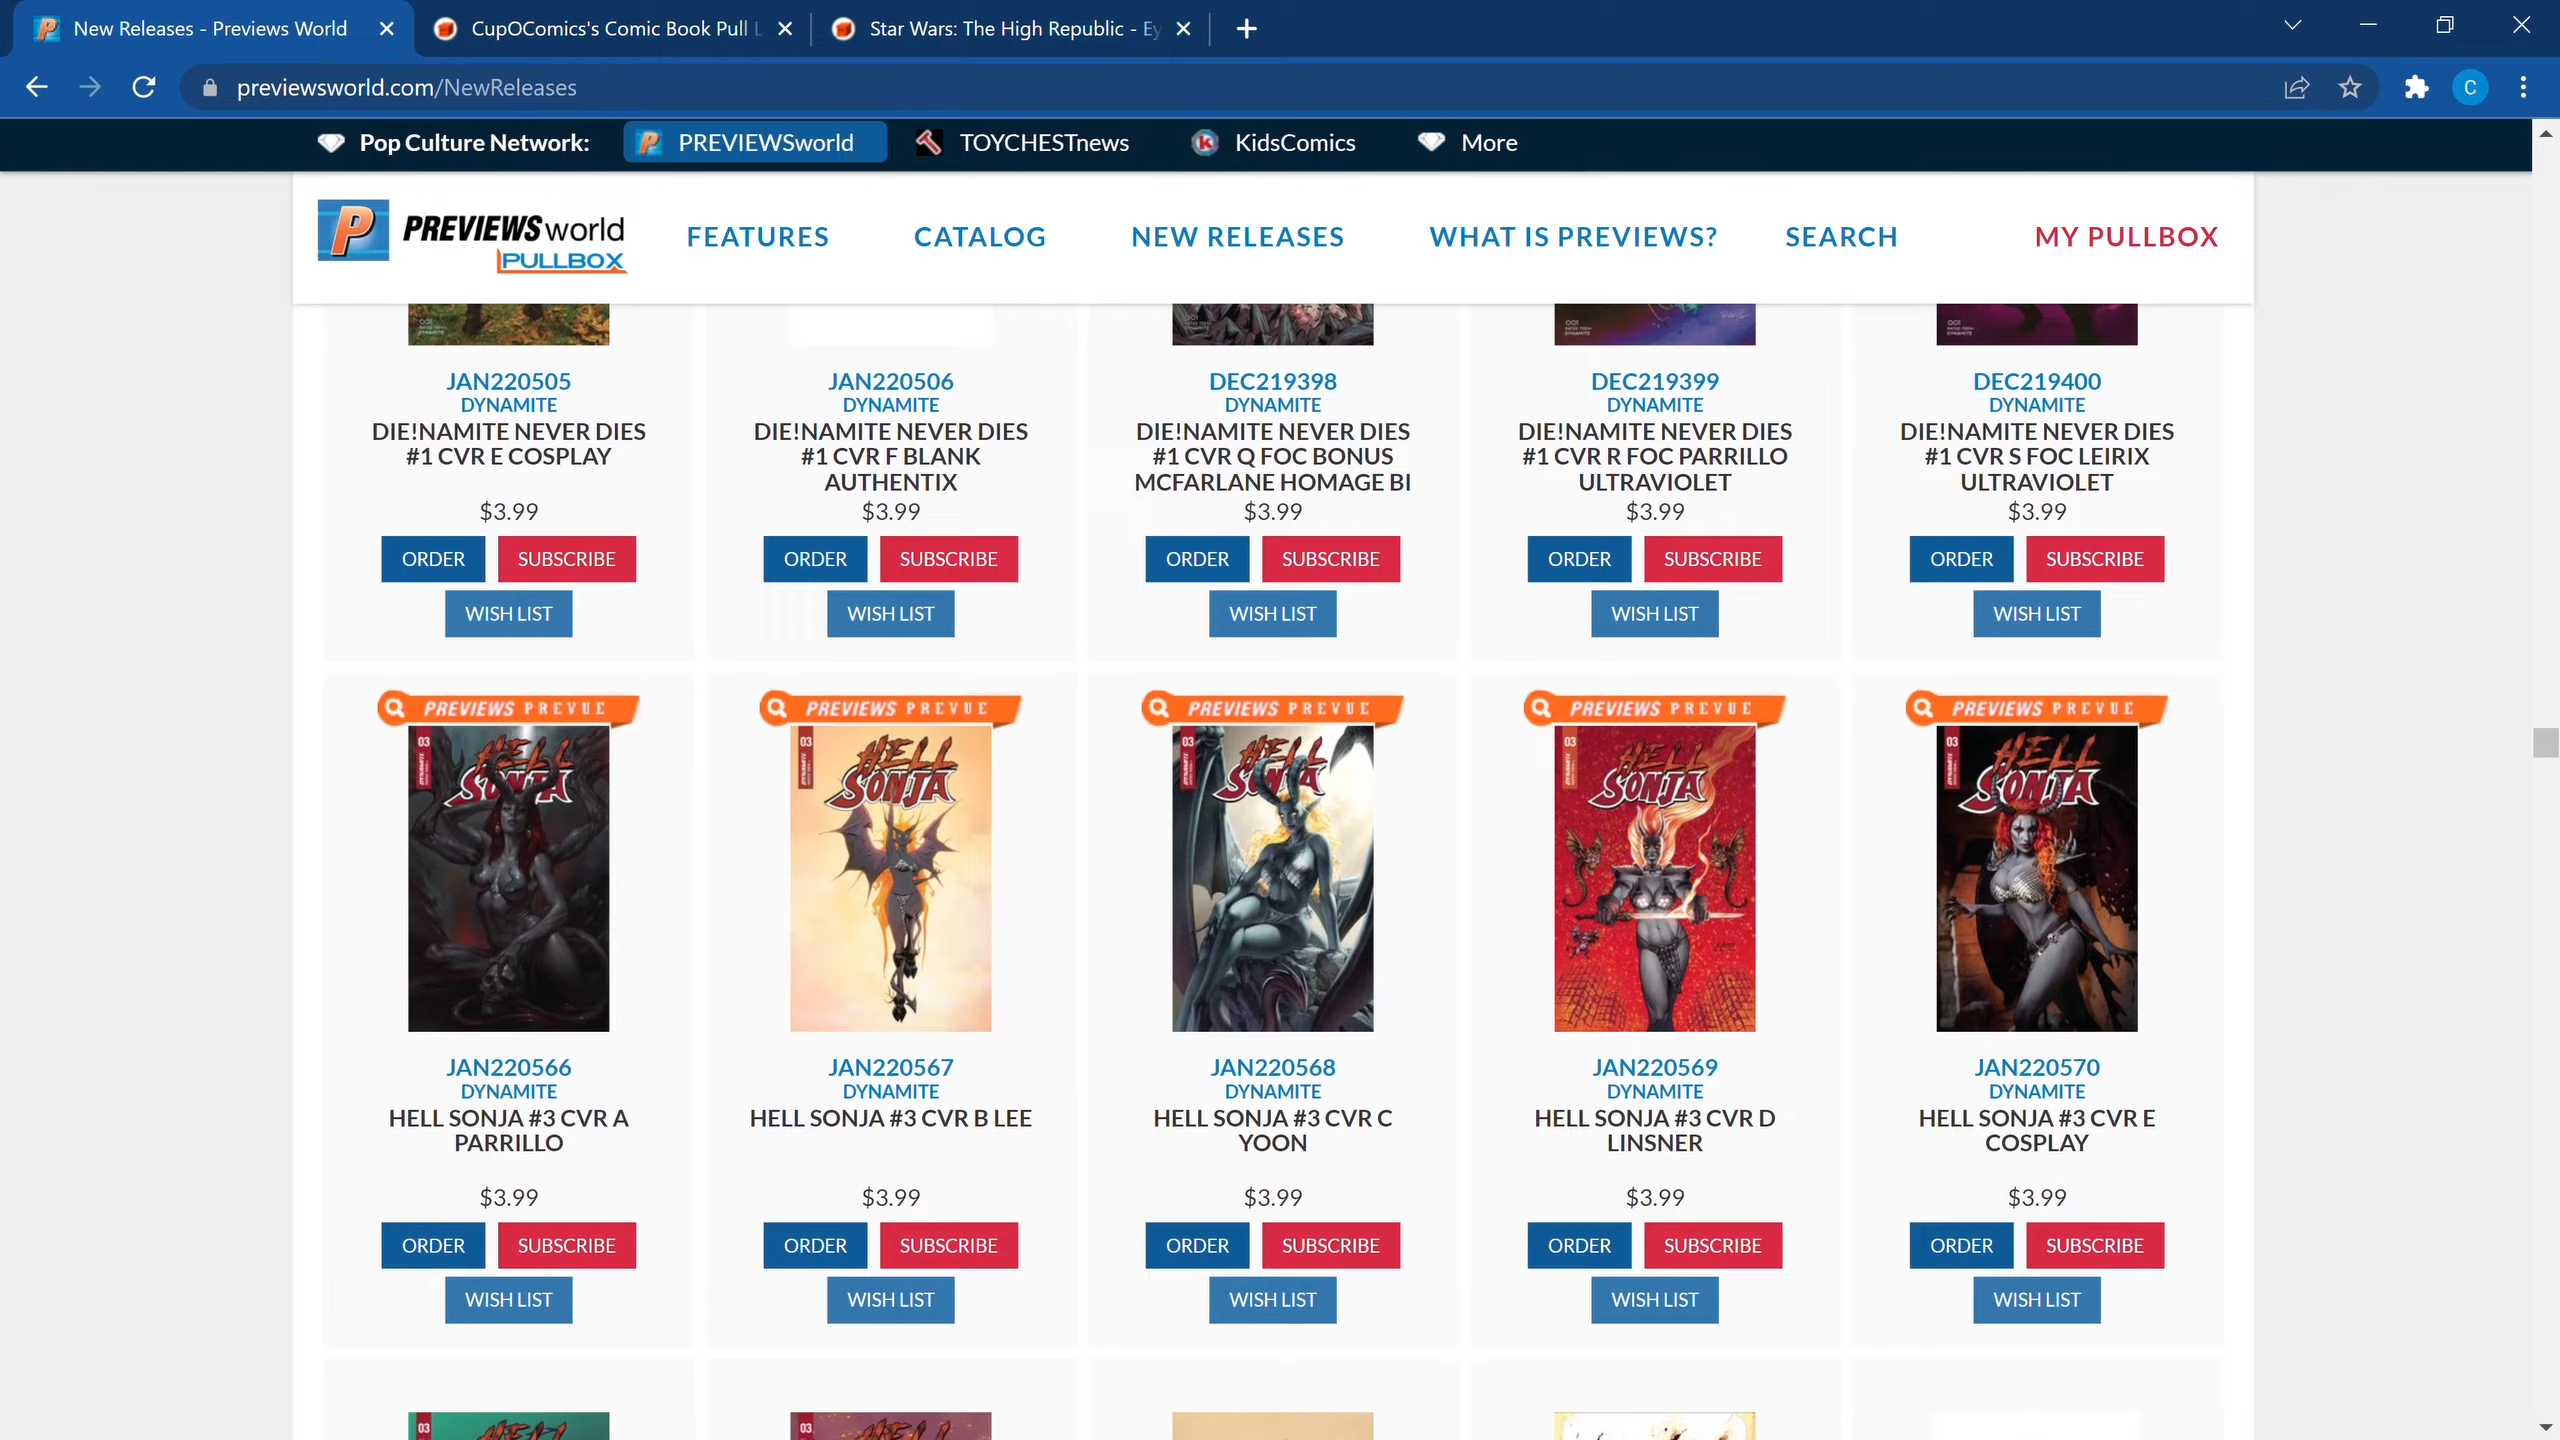 New Releases - Previews World
CupOComics's Comic Book Pull L
Star Wars: The High Republic - Ey
previewsworld.com/NewReleases
C
Pop Culture Network:
PREVIEWSworld
TOYCHESTnews
KidsComics
More
P PREVIEWSworld
PULLBOX
FEATURES
CATALOG
NEW RELEASES
WHAT IS PREVIEWS?
SEARCH
MY PULLBOX
JAN220505
DYNAMITE
DIE!NAMITE NEVER DIES
#1 CVR E COSPLAY
$3.99
ORDER SUBSCRIBE
WISH LIST
JAN220506
DYNAMITE
DIE!NAMITE NEVER DIES
#1 CVR F BLANK
AUTHENTIX
$3.99
ORDER SUBSCRIBE
WISH LIST
DEC219398
DYNAMITE
DIE!NAMITE NEVER DIES
#1 CVR Q FOC BONUS
MCFARLANE HOMAGE BI
$3.99
ORDER SUBSCRIBE
WISH LIST
DEC219399
DYNAMITE
DIE!NAMITE NEVER DIES
#1 CVR R FOC PARRILLO
ULTRAVIOLET
$3.99
ORDER SUBSCRIBE
WISH LIST
DEC219400
DYNAMITE
DIE!NAMITE NEVER DIES
#1 CVR S FOC LEIRIX
ULTRAVIOLET
$3.99
ORDER SUBSCRIBE
WISH LIST
PREVIEWS PREVUE
03
HELL
SONJA
JAN220566
DYNAMITE
HELL SONJA #3 CVR A
PARRILLO
$3.99
ORDER SUBSCRIBE
WISH LIST
PREVIEWS PREVUE
03
HELL
SONJA
JAN220567
DYNAMITE
HELL SONJA #3 CVR B LEE
$3.99
ORDER SUBSCRIBE
WISH LIST
PREVIEWS PREVUE
03
HELL
SONJA
JAN220568
DYNAMITE
HELL SONJA #3 CVR C
YOON
$3.99
ORDER SUBSCRIBE
WISH LIST
PREVIEWS PREVUE
03
HELL
SONJA
JAN220569
DYNAMITE
HELL SONJA #3 CVR D
LINSNER
$3.99
ORDER SUBSCRIBE
WISH LIST
PREVIEWS PREVUE
03
HELL
SONJA
JAN220570
DYNAMITE
HELL SONJA #3 CVR E
COSPLAY
$3.99
ORDER SUBSCRIBE
WISH LIST
03
HELL
03
HELL